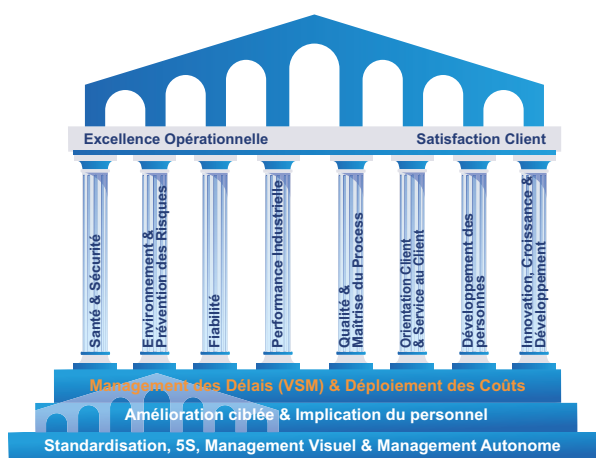 Excellence Opérationnelle
Satisfaction Client
Santé & Sécurité
Environnement &
Prévention des Risques
Fiabilité
Performance Industrielle
Qualité &
Maîtrise du Process
Orientation Client
& Service au Client
Développement des
personnes
Innovation, Croissance &
Développement
Management des Délais (VSM) & Déploiement des Coûts
Amélioration ciblée & Implication du personnel
Standardisation, 5S, Management Visuel & Management Autonome